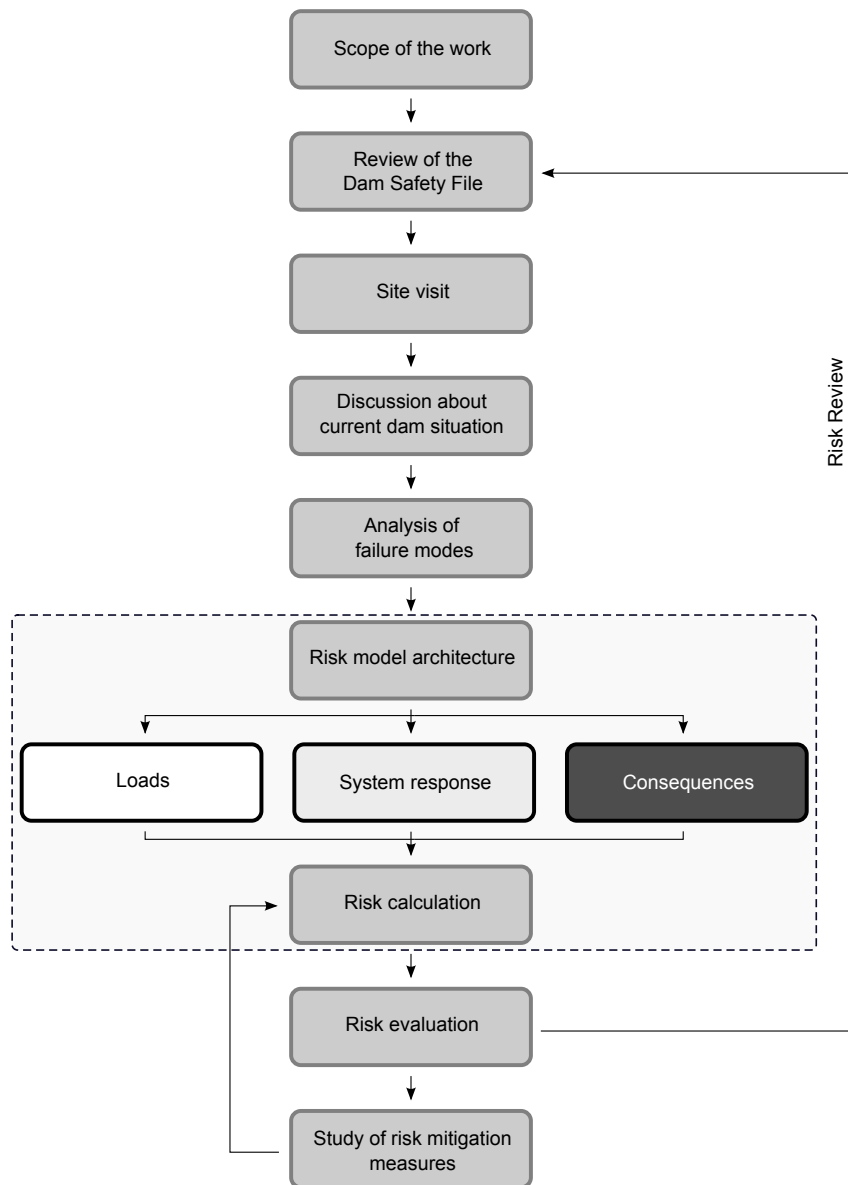 Scope of the work
Review of the
Dam Safety File
Site visit
Discussion about
current dam situation
Risk Review
Analysis of
failure modes
Risk model architecture
Loads
System response
Consequences
Risk calculation
Risk evaluation
Study of risk mitigation
measures